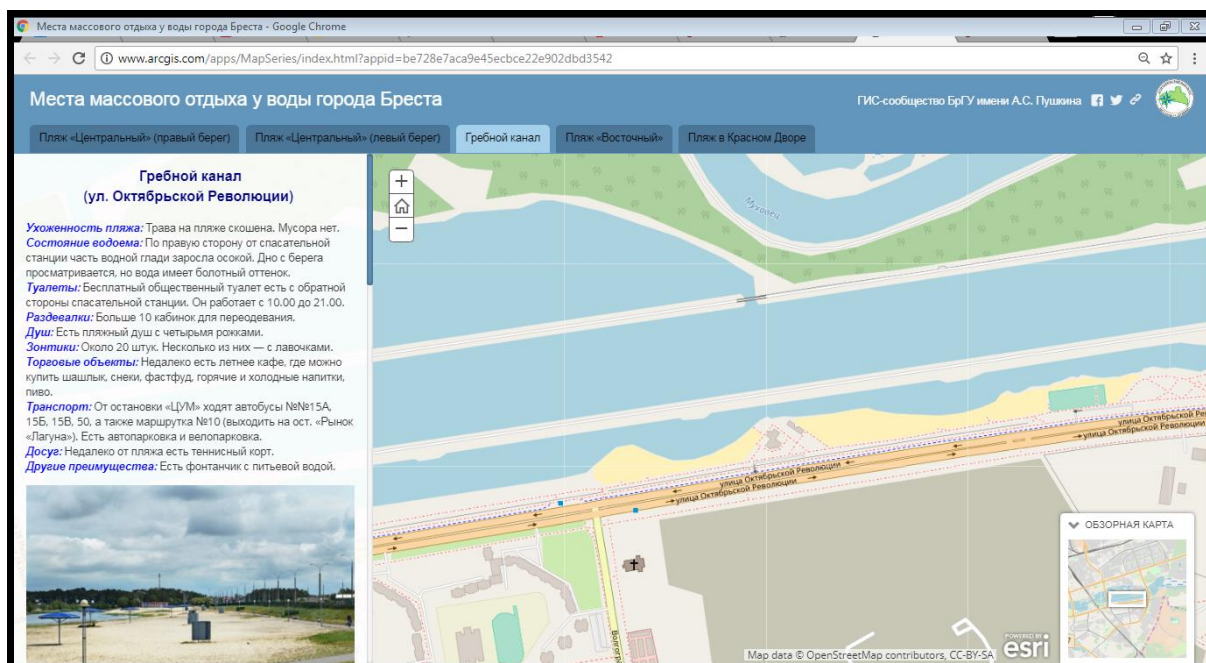 Места массового отдыха у воды города Бреста - Google Chrome
www.arcgis.com/apps/MapSeries/index.html?appid=be728e7aca9e45ecbce22e902dbd3542
Места массового отдыха у воды города Бреста
ГИС-сообщество БрГУ имени А.С. Пушкина
Пляж «Центральный» (правый берег)
Пляж «Центральный» (левый берег)
Гребной канал
Пляж «Восточный»
Пляж в Красном Дворе
Гребной канал
(ул. Октябрьской Революции)
Ухоженность пляжа: Трава на пляже скошена. Мусора нет.
Состояние водоема: По правую сторону от спасательной
станции часть водной глади заросла осокой. Дно с берега
просматривается, но вода имеет болотный оттенок.
Туалеты: Бесплатный общественный туалет есть с обратной
стороны спасательной станции. Он работает с 10.00 до 21.00.
Раздевалки: Больше 10 кабинок для переодевания.
Душ: Есть пляжный душ с четырьмя рожками.
Зонтики: Около 20 штук. Несколько из них — с лавочками.
Торговые объекты: Недалеко есть летнее кафе, где можно
купить шашлык, снеки, фастфуд, горячие и холодные напитки,
пиво.
Транспорт: От остановки «ЦУМ» ходят автобусы №№15А,
15Б, 15В, 50, а также маршрутка №10 (выходить на ост. «Рынок
«Лагуна»). Есть автопарковка и велопарковка.
Досуг: Недалеко от пляжа есть теннисный корт.
Другие преимущества: Есть фонтанчик с питьевой водой.
+
−
Мухавец
улица Октябрьской Ре
улица Октябрьской Революции
улица Октябрьской Революции
улица Октябрьской Революции
Волгогра
ОБЗОРНАЯ КАРТА
Map data © OpenStreetMap contributors, CC-BY-SA
POWERED BY
esri